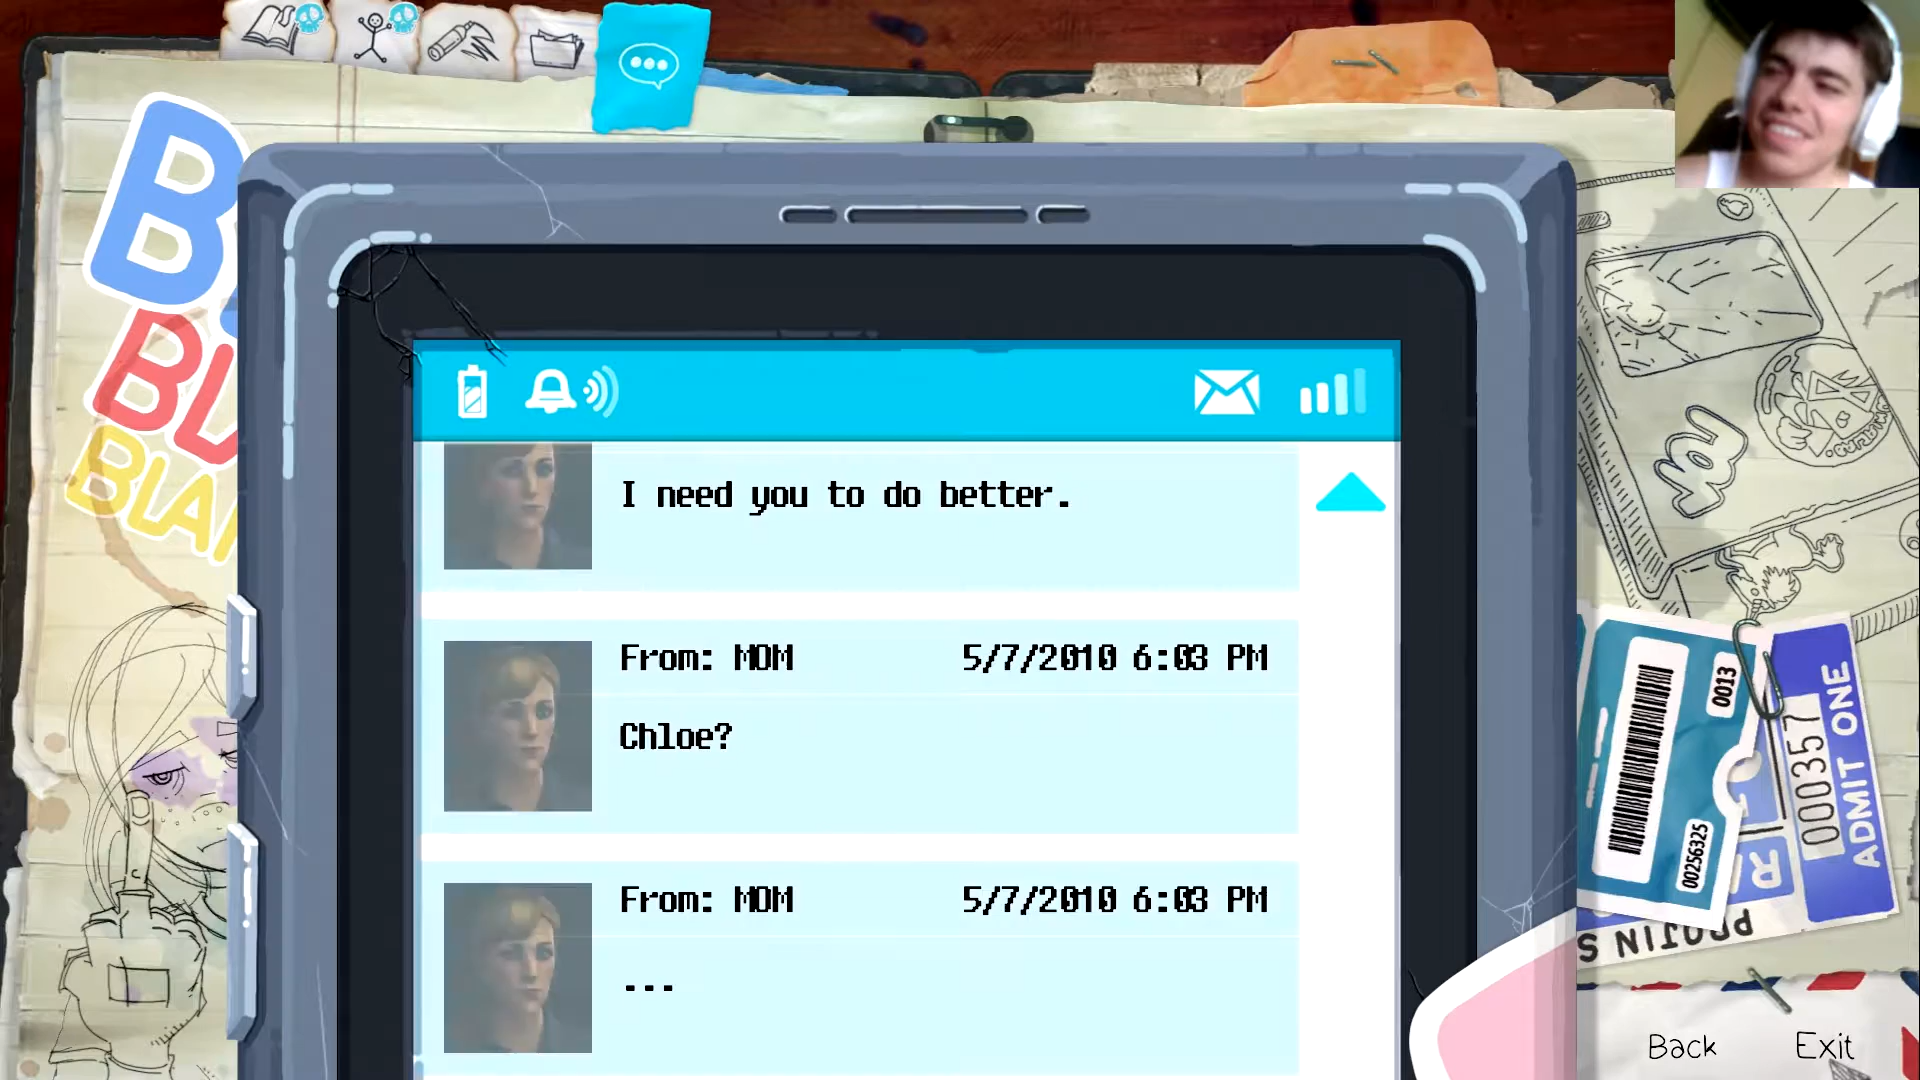 I need you to do better.
From: MOM 5/7/2010 6:03 PM
Chloe?
From: MOM 5/7/2010 6:03 PM
...
0013
00256325
000357
ADMIT ONE
Back
Exit